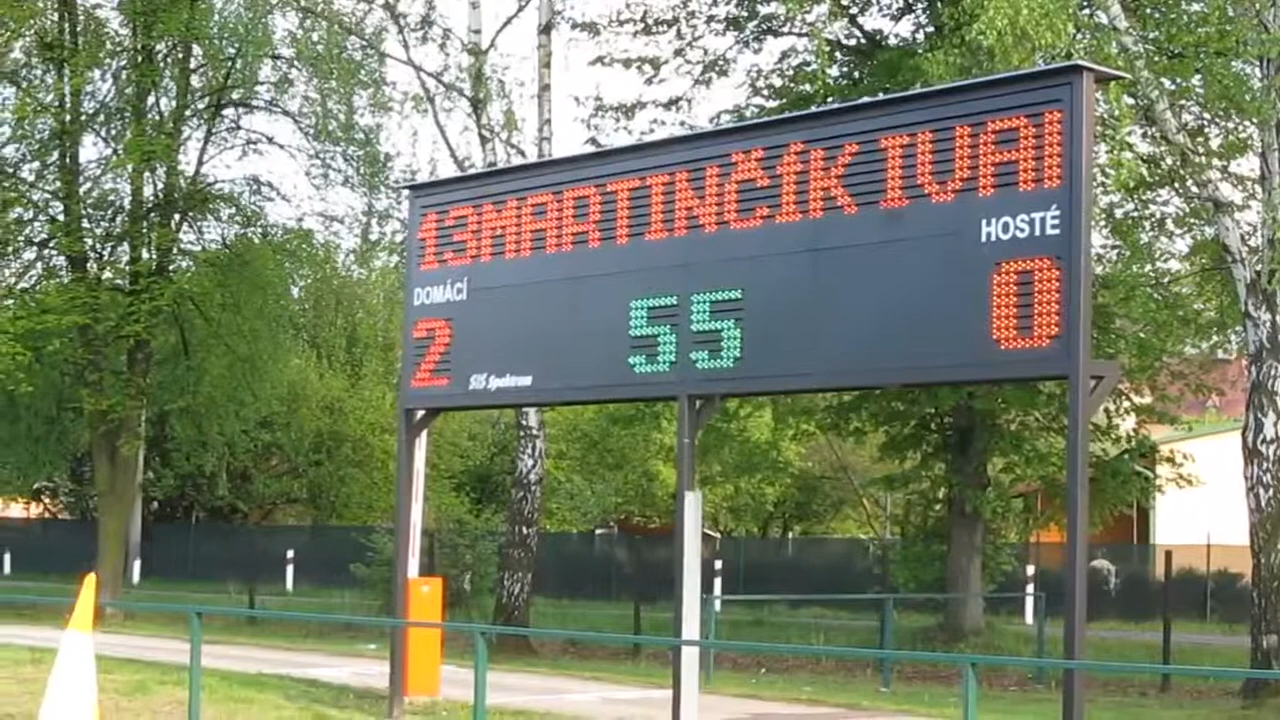 13MARTINČÍK IVAN
DOMÁCÍ
HOSTÉ
2
55
0
SIS Spektrum